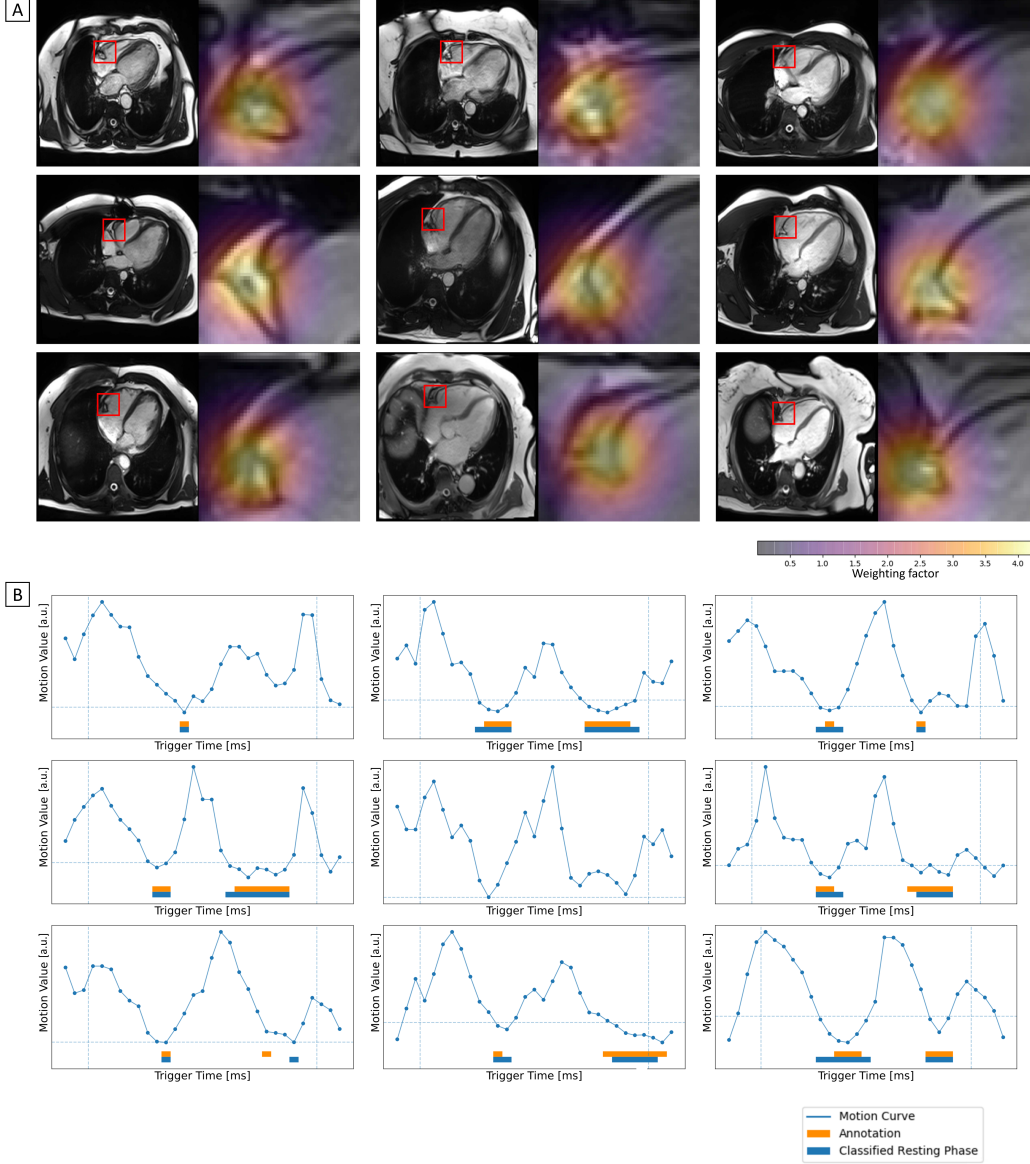 A
0.5 1.0 1.5 2.0 2.5 3.0 3.5 4.0
Weighting factor
B
Motion Value [a.u.] Motion Value [a.u.] Motion Value [a.u.]
Trigger Time [ms] Trigger Time [ms] Trigger Time [ms]
Motion Value [a.u.] Motion Value [a.u.] Motion Value [a.u.]
Trigger Time [ms] Trigger Time [ms] Trigger Time [ms]
Motion Value [a.u.] Motion Value [a.u.] Motion Value [a.u.]
Trigger Time [ms] Trigger Time [ms] Trigger Time [ms]
Motion Curve
Annotation
Classified Resting Phase